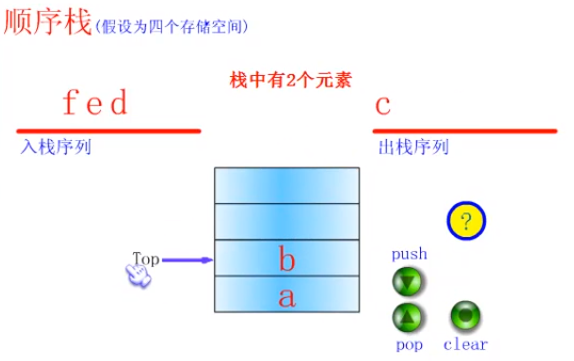 顺序栈(假设为四个存储空间)
栈中有2个元素
fed
c
入栈序列
出栈序列
?
b
Top
push
a
pop
clear